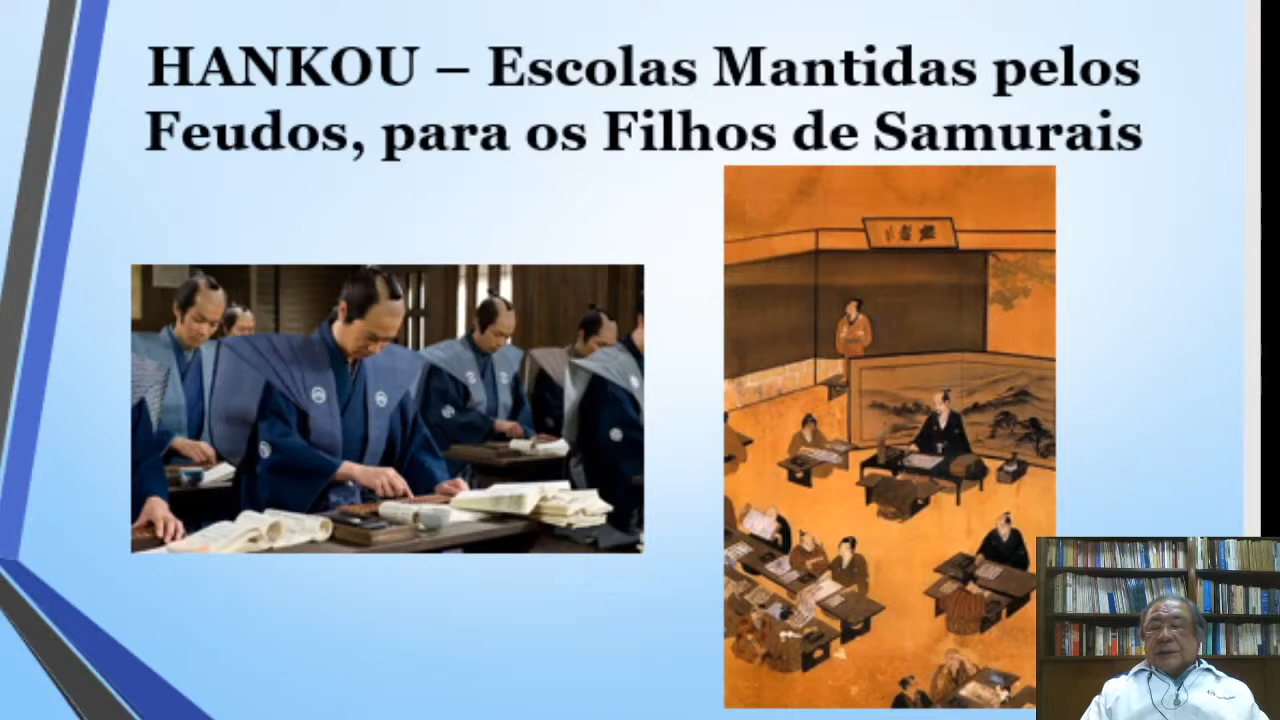 HANKOU – Escolas Mantidas pelos
Feudos, para os Filhos de Samurais